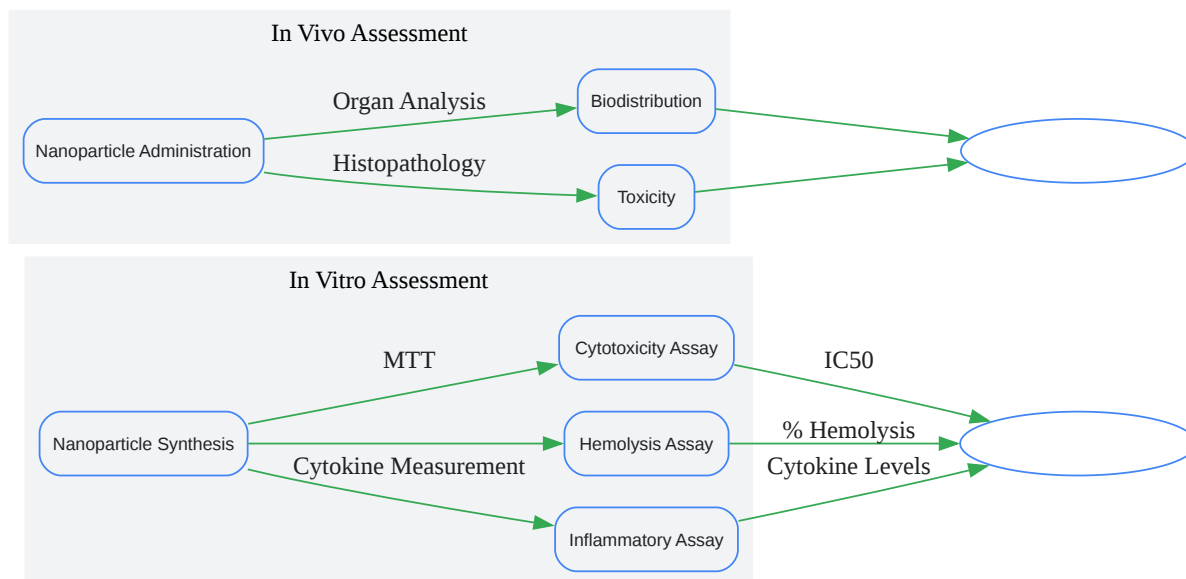 In Vivo Assessment
Organ Analysis
Biodistribution
Nanoparticle Administration
Histopathology
Toxicity
In Vitro Assessment
MTT
Cytotoxicity Assay
IC50
Nanoparticle Synthesis
Hemolysis Assay
% Hemolysis
Cytokine Measurement
Cytokine Levels
Inflammatory Assay